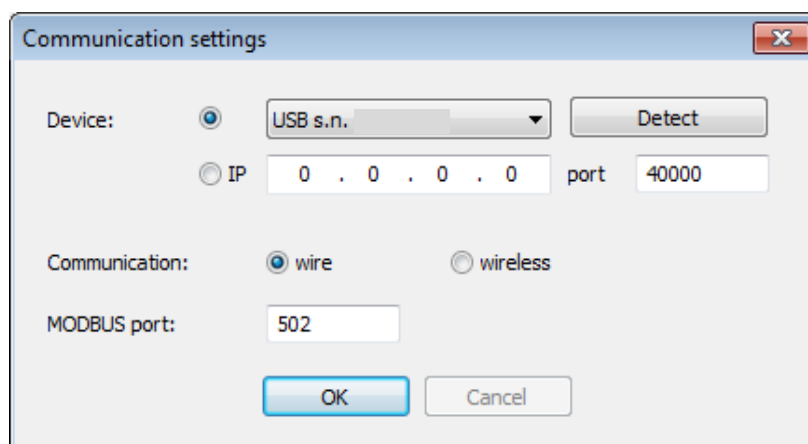 Communication settings
Device: USB s.n. Detect
IP 0 . 0 . 0 . 0 port 40000
Communication: wire wireless
MODBUS port: 502
OK Cancel